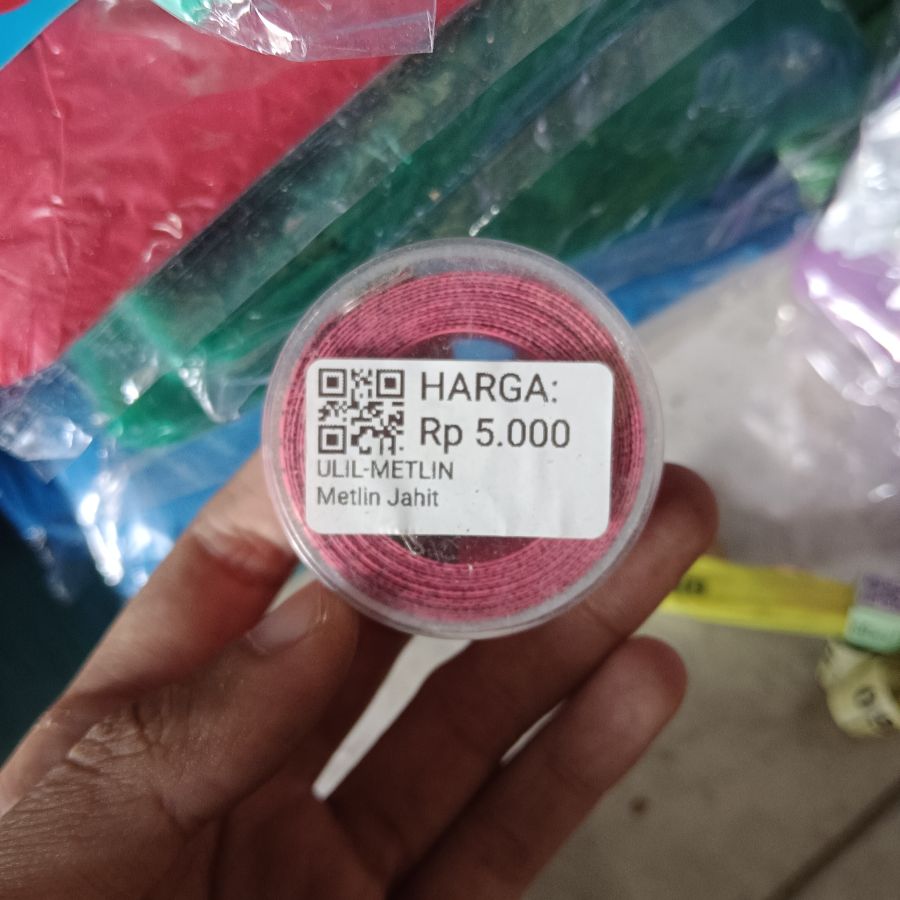 HARGA:
Rp 5.000
ULIL-METLIN
Metlin Jahit